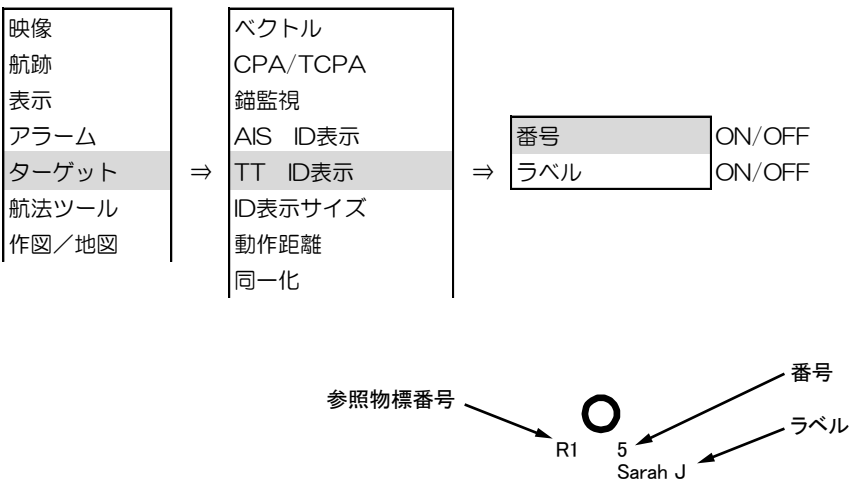 映像
航跡
表示
アラーム
ターゲット
航法ツール
作図／地図
⇒
ベクトル
CPA/TCPA
錨監視
AIS　ID表示
TT　ID表示
ID表示サイズ
動作距離
同一化
⇒
番号 ON/OFF
ラベル ON/OFF
参照物標番号
番号
ラベル
R1 5
Sarah J